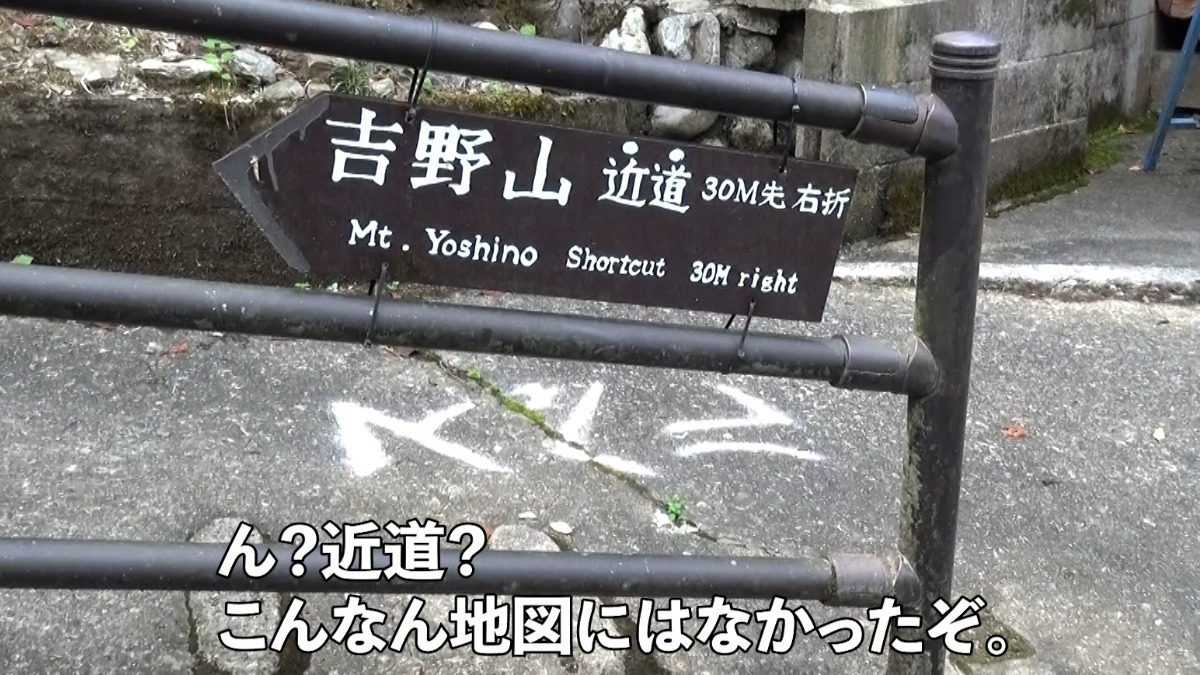 吉野山 近道 30M先 右折
Mt. Yoshino Shortcut 30M right
ん?近道?
こんなん地図にはなかったぞ。